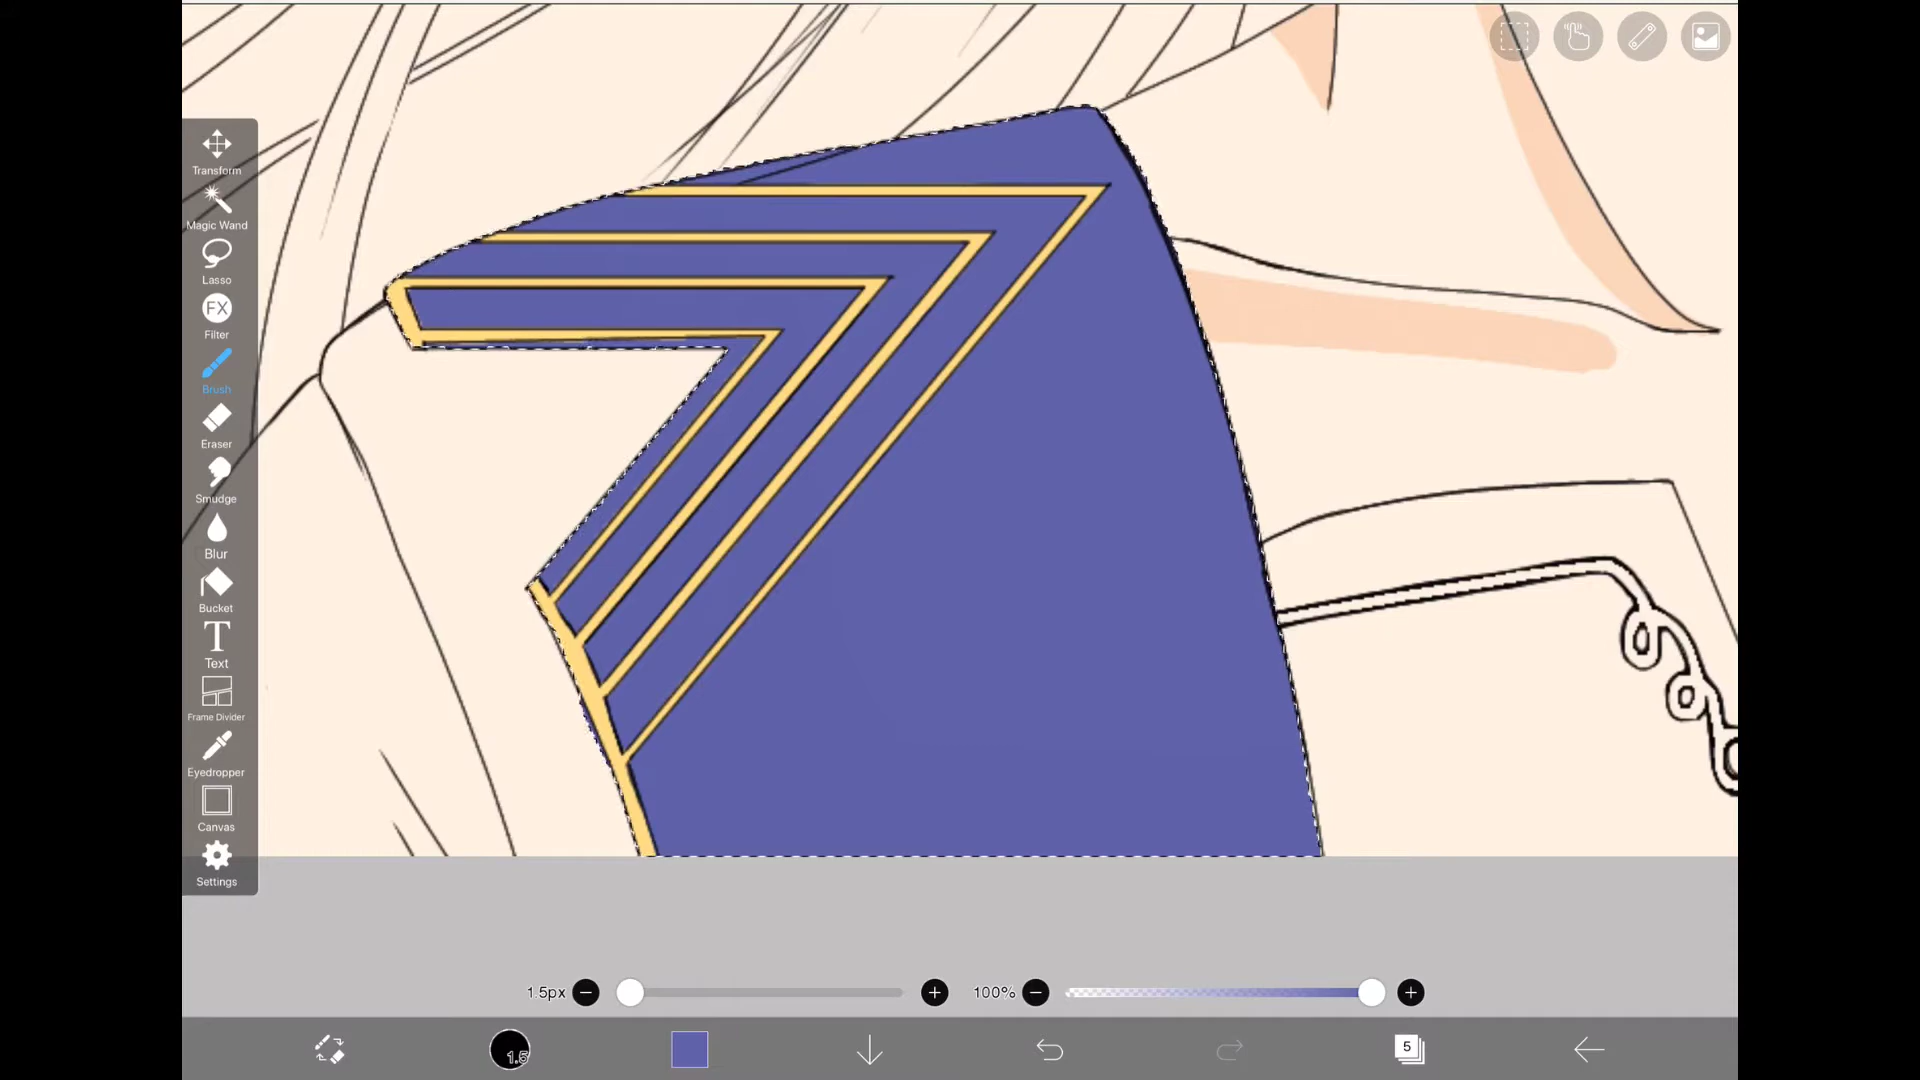 Transform
Magic Wand
Lasso
FX
Filter
Brush
Eraser
Smudge
Blur
Bucket
T
Text
Frame Divider
Eyedropper
Canvas
Settings
1.5px
100%
1.5
5